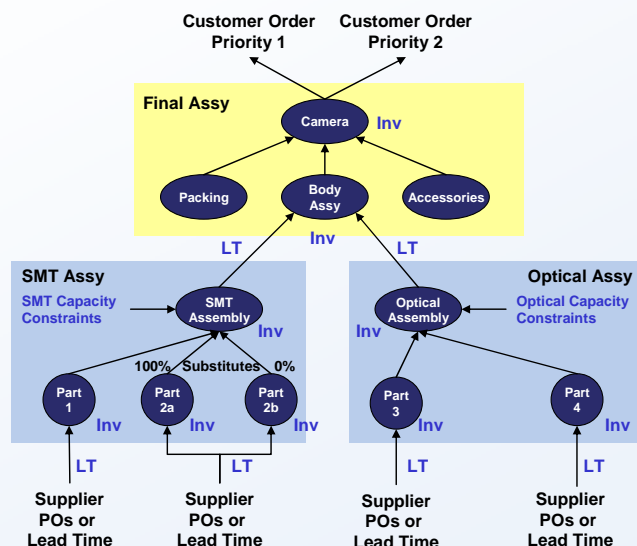 Customer Order
Priority 1
Customer Order
Priority 2
Final Assy
Camera
Inv
Packing
Body
Assy
Accessories
LT
Inv
LT
SMT Assy
Optical Assy
SMT Capacity
Constraints
SMT
Assembly
Inv
Optical
Assembly
Inv
Optical Capacity
Constraints
100% Substitutes 0%
Part
1
Inv
Part
2a
Inv
Part
2b
Inv
Part
3
Inv
Part
4
Inv
LT
LT
LT
LT
Supplier
POs or
Lead Time
Supplier
POs or
Lead Time
Supplier
POs or
Lead Time
Supplier
POs or
Lead Time